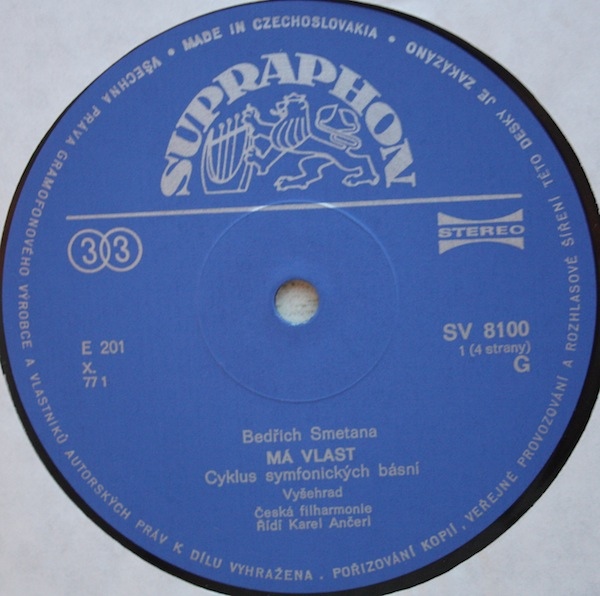 MADE IN CZECHOSLOVAKIA
VŠECHNA PRÁVA GRAMOFONOVÉHO VÝROBCE A VLASTNÍKŮ AUTORSKÝCH PRÁV K DÍLU VYHRAŽENA. POŘIZOVÁNÍ KOPIÍ. VEŘEJNÉ PROVOZOVÁNÍ A ROZHLASOVÉ ŠÍŘENÍ TÉTO DESKY JE ZAKÁZÁNO
SUPRAPHON
33
STEREO
E 201
X.
77 1
SV 8100
1 (4 strany)
G
Bedřich Smetana
MÁ VLAST
Cyklus symfonických básní
Vyšehrad
Česká filharmonie
Řídí Karel Ančerl